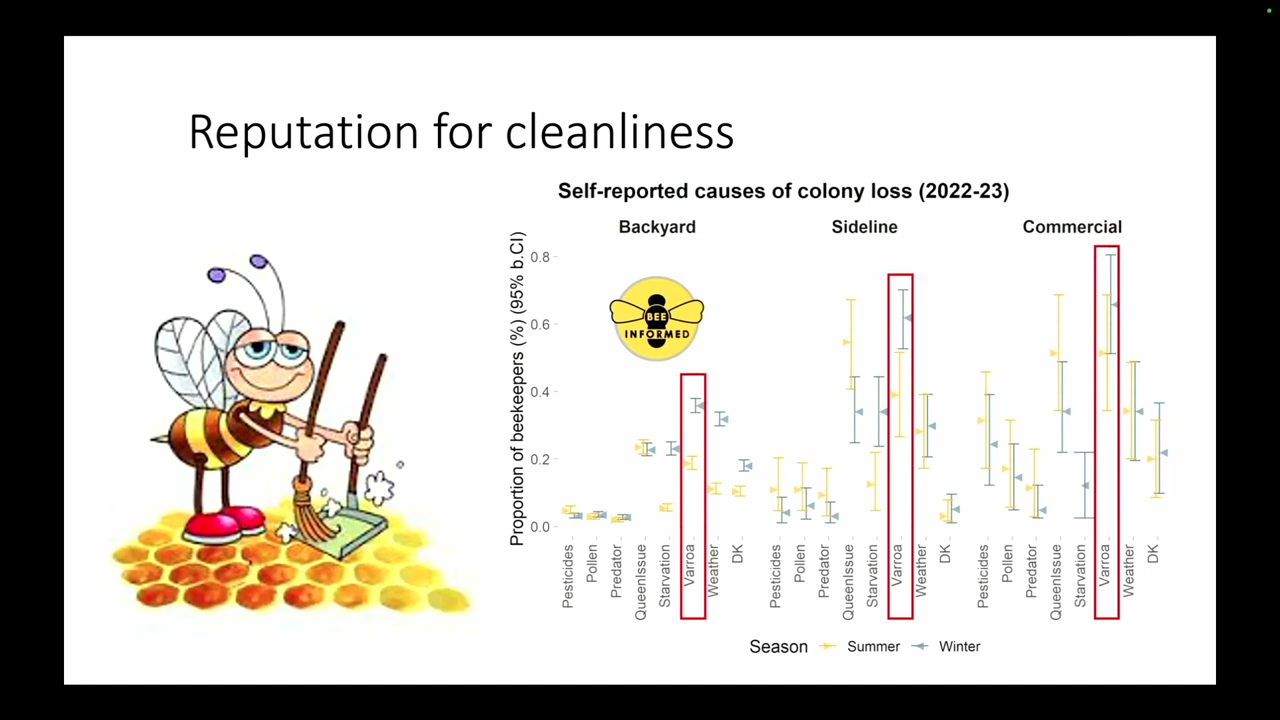 Reputation for cleanliness
Self-reported causes of colony loss (2022-23)
Backyard Sideline Commercial
Proportion of beekeepers (%) (95% b.CI)
0.8
0.6
0.4
0.2
0.0
BEE
INFORMED
Pesticides Pollen Predator QueenIssue Starvation Varroa Weather DK
Pesticides Pollen Predator QueenIssue Starvation Varroa Weather DK
Pesticides Pollen Predator QueenIssue Starvation Varroa Weather DK
Season Summer Winter